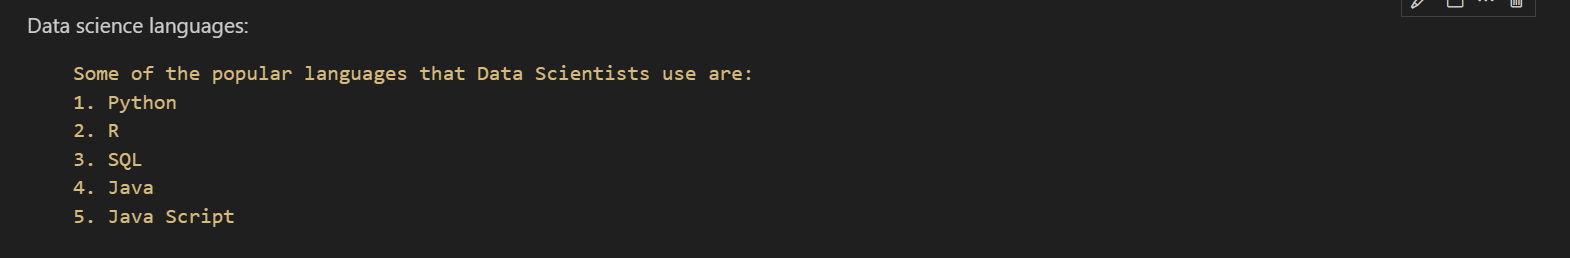 Data science languages:
Some of the popular languages that Data Scientists use are:
1. Python
2. R
3. SQL
4. Java
5. Java Script